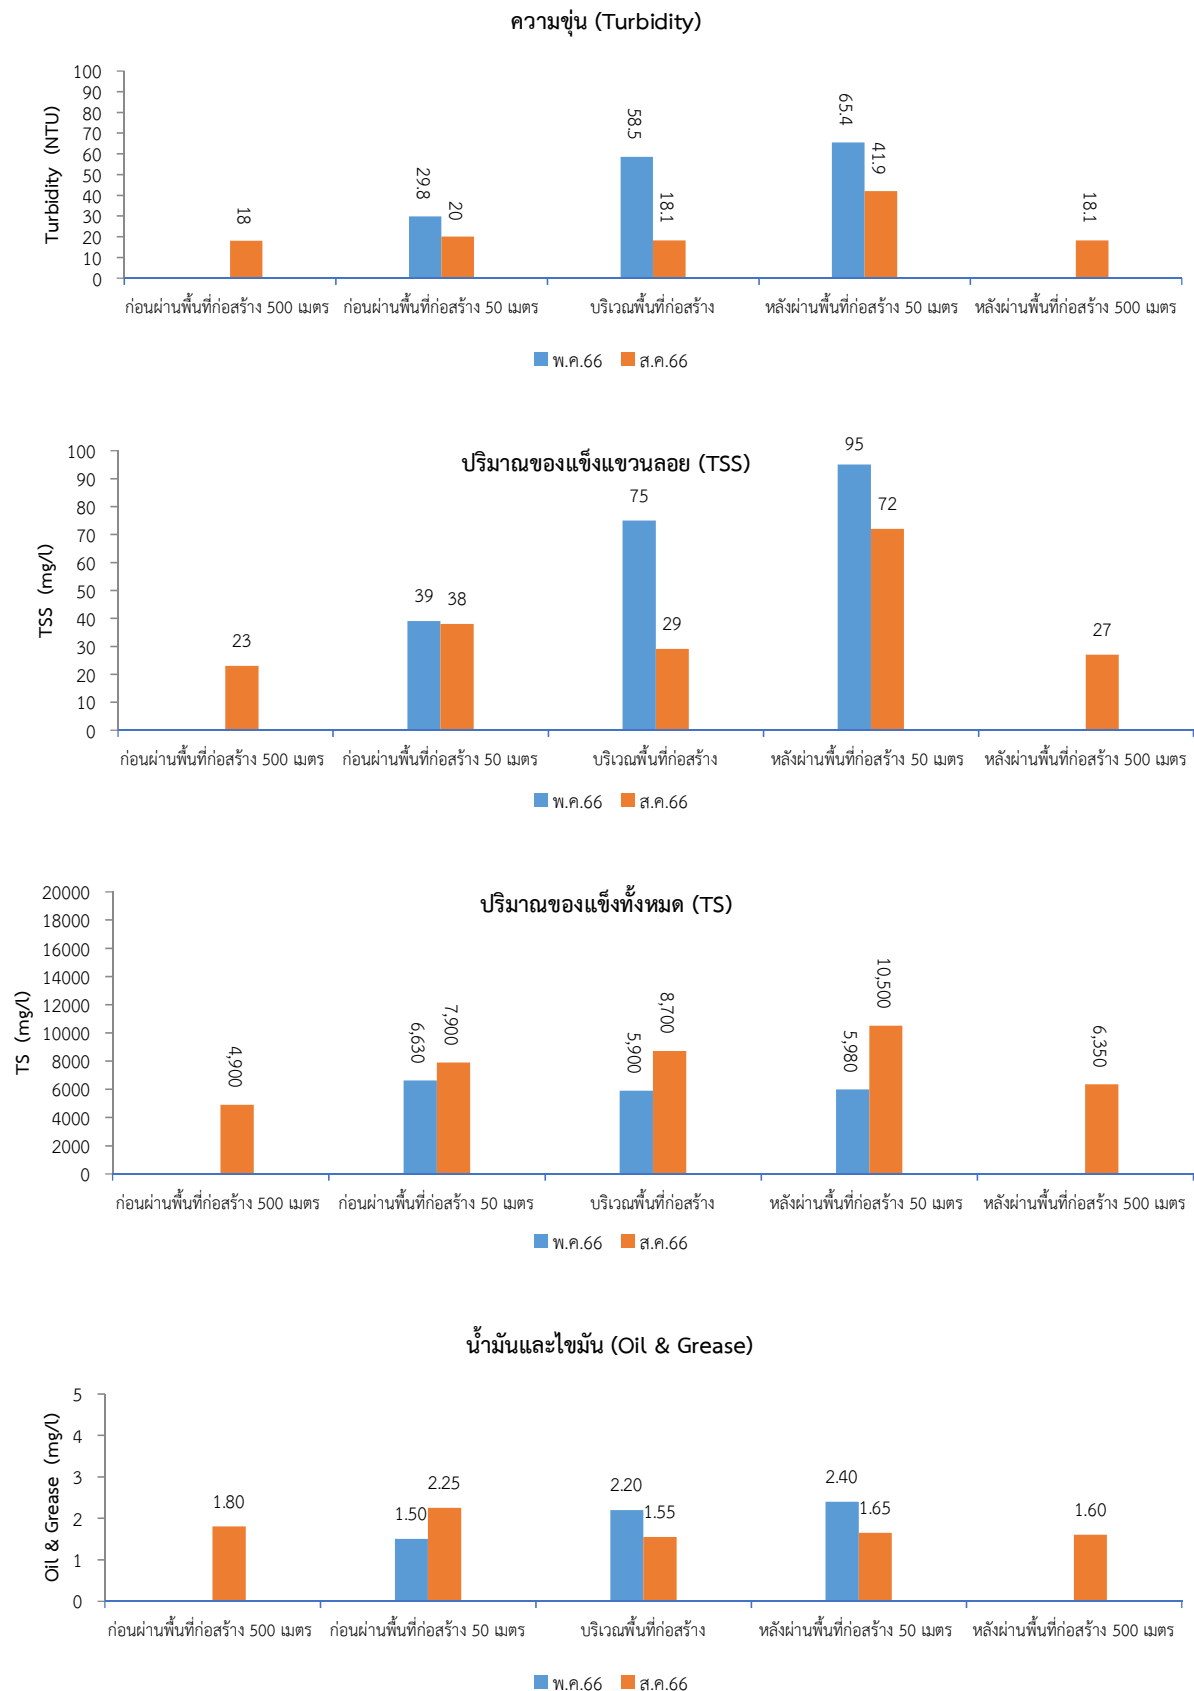 ความขุ่น (Turbidity)
Turbidity (NTU)
100
90
80
70
60
50
40
30
20
10
0
18
29.8
20
58.5
18.1
65.4
41.9
18.1
ก่อนผ่านพื้นที่ก่อสร้าง 500 เมตร
ก่อนผ่านพื้นที่ก่อสร้าง 50 เมตร
บริเวณพื้นที่ก่อสร้าง
หลังผ่านพื้นที่ก่อสร้าง 50 เมตร
หลังผ่านพื้นที่ก่อสร้าง 500 เมตร
พ.ค.66 ส.ค.66
ปริมาณของแข็งแขวนลอย (TSS)
TSS (mg/l)
100
90
80
70
60
50
40
30
20
10
0
23
39
38
75
29
95
72
27
ก่อนผ่านพื้นที่ก่อสร้าง 500 เมตร
ก่อนผ่านพื้นที่ก่อสร้าง 50 เมตร
บริเวณพื้นที่ก่อสร้าง
หลังผ่านพื้นที่ก่อสร้าง 50 เมตร
หลังผ่านพื้นที่ก่อสร้าง 500 เมตร
พ.ค.66 ส.ค.66
ปริมาณของแข็งทั้งหมด (TS)
TS (mg/l)
20000
18000
16000
14000
12000
10000
8000
6000
4000
2000
0
4,900
6,630
7,900
5,900
8,700
5,980
10,500
6,350
ก่อนผ่านพื้นที่ก่อสร้าง 500 เมตร
ก่อนผ่านพื้นที่ก่อสร้าง 50 เมตร
บริเวณพื้นที่ก่อสร้าง
หลังผ่านพื้นที่ก่อสร้าง 50 เมตร
หลังผ่านพื้นที่ก่อสร้าง 500 เมตร
พ.ค.66 ส.ค.66
น้ำมันและไขมัน (Oil & Grease)
Oil & Grease (mg/l)
5
4
3
2
1
0
1.80
1.50
2.25
2.20
1.55
2.40
1.65
1.60
ก่อนผ่านพื้นที่ก่อสร้าง 500 เมตร
ก่อนผ่านพื้นที่ก่อสร้าง 50 เมตร
บริเวณพื้นที่ก่อสร้าง
หลังผ่านพื้นที่ก่อสร้าง 50 เมตร
หลังผ่านพื้นที่ก่อสร้าง 500 เมตร
พ.ค.66 ส.ค.66